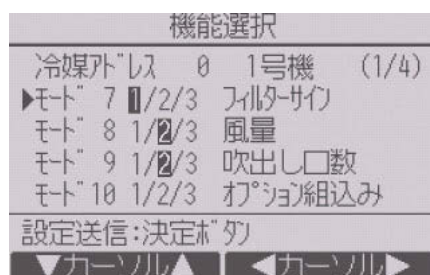 機能選択
冷媒アドレス 0 1号機 (1/4)
▶モード 7 1/2/3 フィルターサイン
モード 8 1/2/3 風量
モード 9 1/2/3 吹出し口数
モード10 1/2/3 オプション組込み
設定送信:決定ボタン
▼カーソル▲ ◀カーソル▶